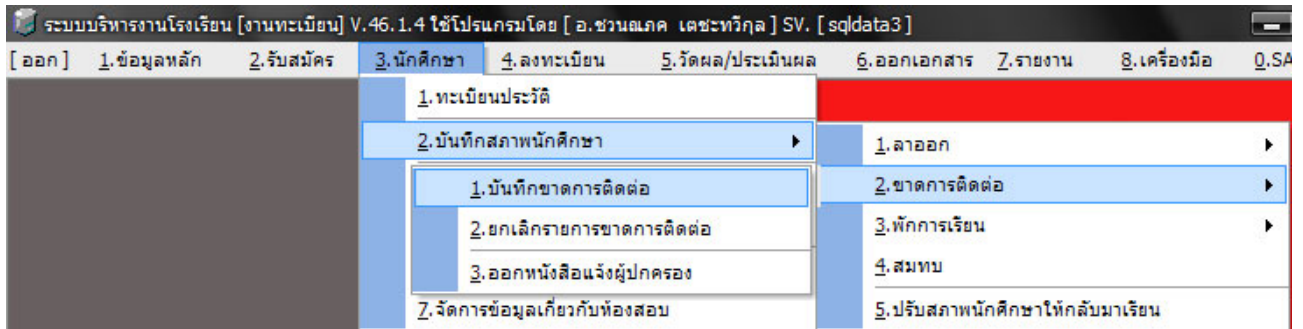 ระบบบริหารงานโรงเรียน [งานทะเบียน] V.46.1.4 ใช้โปรแกรมโดย [ อ.ชวนณภค เตชะทวีกุล ] SV. [ sqldata3 ]
[ ออก ] 1.ข้อมูลหลัก 2.รับสมัคร 3.นักศึกษา 4.ลงทะเบียน 5.วัดผล/ประเมินผล 6.ออกเอกสาร 7.รายงาน 8.เครื่องมือ 0.SA
1.ทะเบียนประวัติ
2.บันทึกสภาพนักศึกษา
1.ลาออก
2.ขาดการติดต่อ
3.พักการเรียน
4.สมทบ
5.ปรับสภาพนักศึกษาให้กลับมาเรียน
1.บันทึกขาดการติดต่อ
2.ยกเลิกรายการขาดการติดต่อ
3.ออกหนังสือแจ้งผู้ปกครอง
7.จัดการข้อมูลเกี่ยวกับห้องสอบ